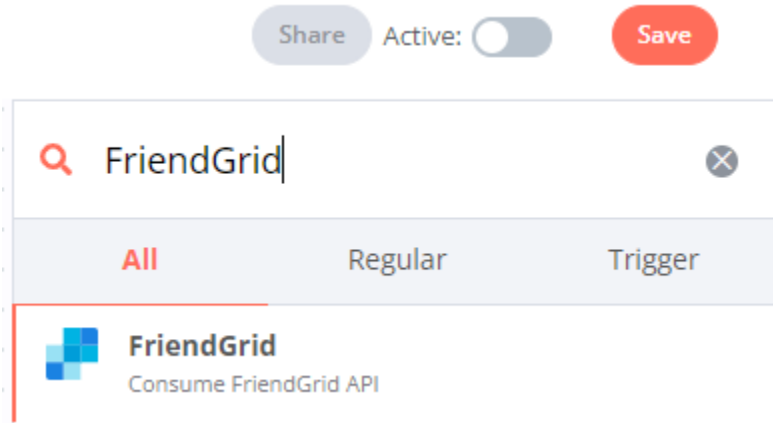 Share Active: Save
FriendGrid
All Regular Trigger
FriendGrid
Consume FriendGrid API